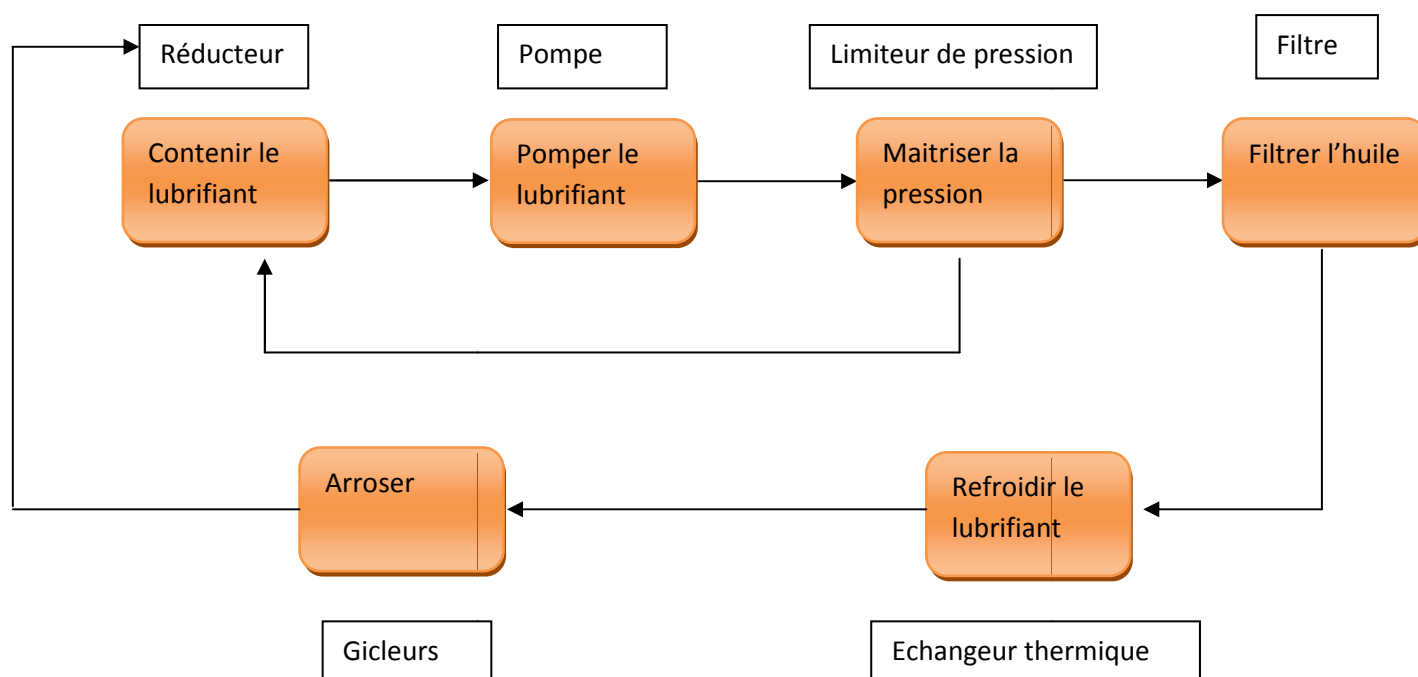 Réducteur
Pompe
Limiteur de pression
Filtre
Contenir le
lubrifiant
Pomper le
lubrifiant
Maitriser la
pression
Filtrer l’huile
Arroser
Refroidir le
lubrifiant
Gicleurs
Echangeur thermique